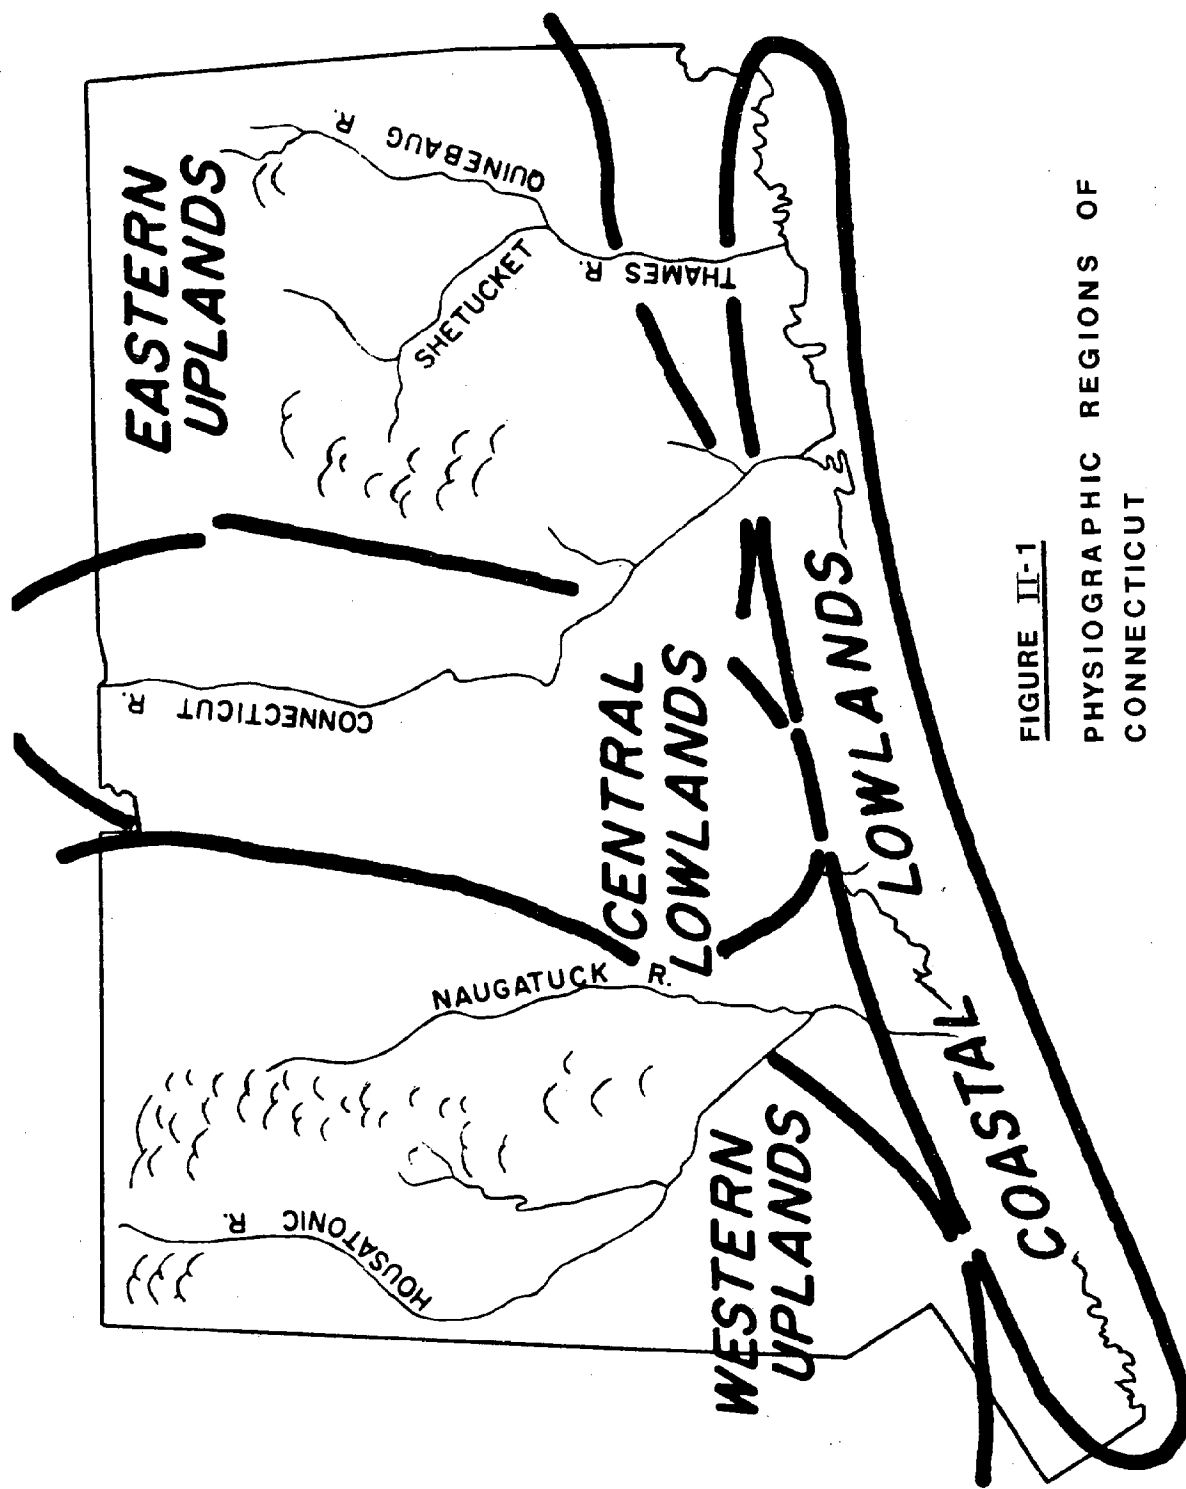 HOUSATONIC R.
NAUGATUCK R.
CONNECTICUT R.
SHETUCKET
QUINEBAUG R.
THAMES R.
WESTERN
UPLANDS
CENTRAL
LOWLANDS
EASTERN
UPLANDS
COASTAL LOWLANDS
FIGURE II-1
PHYSIOGRAPHIC REGIONS OF
CONNECTICUT